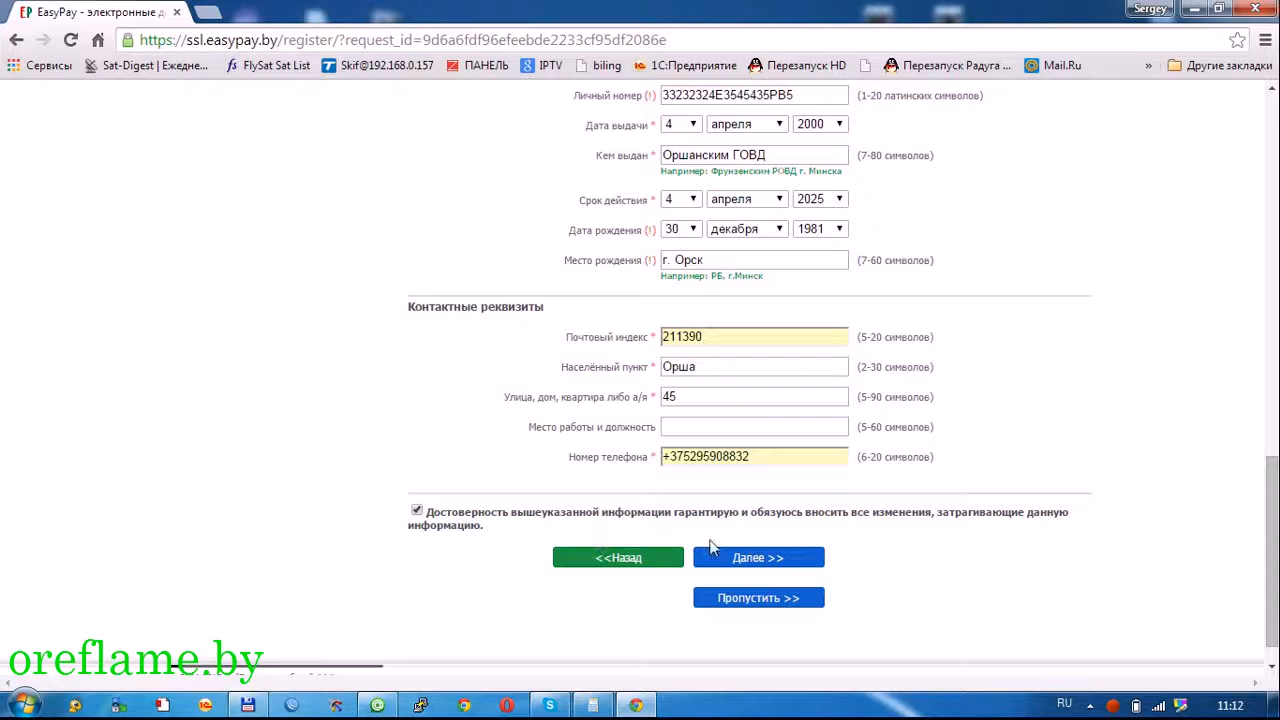 EasyPay - электронные д
Sergey
https://ssl.easypay.by/register/?request_id=9d6a6fdf96efeebde2233cf95df2086e
Сервисы Sat-Digest | Ежедне... FlySat Sat List Skif@192.168.0.157 ПАНЕЛЬ IPTV biling 1С:Предприятие Перезапуск HD Перезапуск Радуга ... Mail.Ru » Другие закладки
Личный номер (!) 33232324E3545435PB5 (1-20 латинских символов)
Дата выдачи * 4 апреля 2000
Кем выдан * Оршанским ГОВД (7-80 символов)
Например: Фрунзенским РОВД г. Минска
Срок действия * 4 апреля 2025
Дата рождения (!) 30 декабря 1981
Место рождения (!) г. Орск (7-60 символов)
Например: РБ, г.Минск
Контактные реквизиты
Почтовый индекс * 211390 (5-20 символов)
Населённый пункт * Орша (2-30 символов)
Улица, дом, квартира либо а/я * 45 (5-90 символов)
Место работы и должность (5-60 символов)
Номер телефона * +375295908832 (6-20 символов)
Достоверность вышеуказанной информации гарантирую и обязуюсь вносить все изменения, затрагивающие данную
информацию.
<<Назад Далее >>
Пропустить >>
oreflame.by
RU 11:12